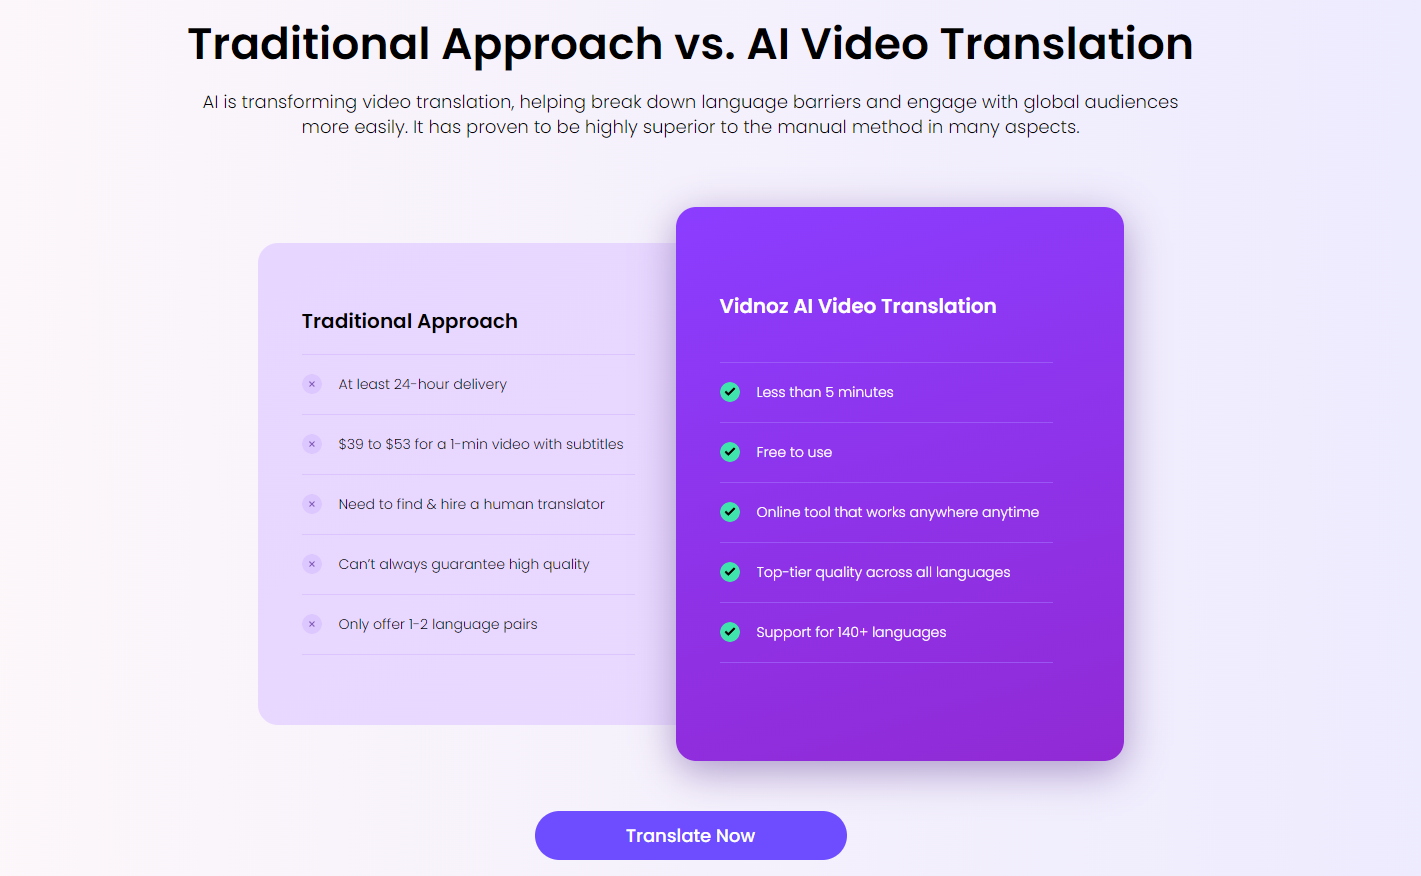 Traditional Approach vs. AI Video Translation
AI is transforming video translation, helping break down language barriers and engage with global audiences
more easily. It has proven to be highly superior to the manual method in many aspects.
Traditional Approach
At least 24-hour delivery
$39 to $53 for a 1-min video with subtitles
Need to find & hire a human translator
Can’t always guarantee high quality
Only offer 1-2 language pairs
Vidnoz AI Video Translation
Less than 5 minutes
Free to use
Online tool that works anywhere anytime
Top-tier quality across all languages
Support for 140+ languages
Translate Now